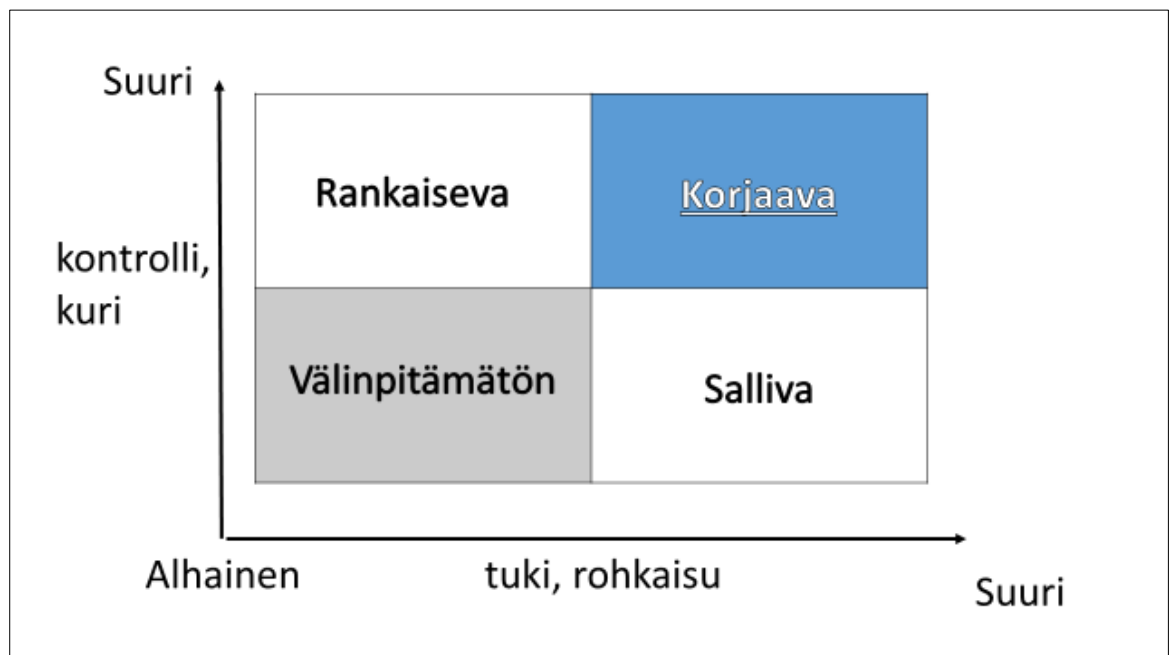 Suuri
Rankaiseva
Korjaava
kontrolli,
kuri
Välinpitämätön
Salliva
Alhainen
tuki, rohkaisu
Suuri